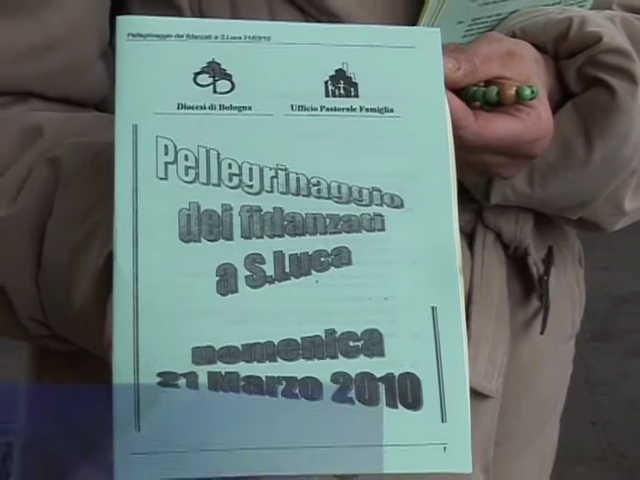 Pellegrinaggio dei fidanzati a S.Luca 21/03/10
Diocesi di Bologna
Ufficio Pastorale Famiglia
Pellegrinaggio
dei fidanzati
a S.Luca
Domenica
21 Marzo 2010
1